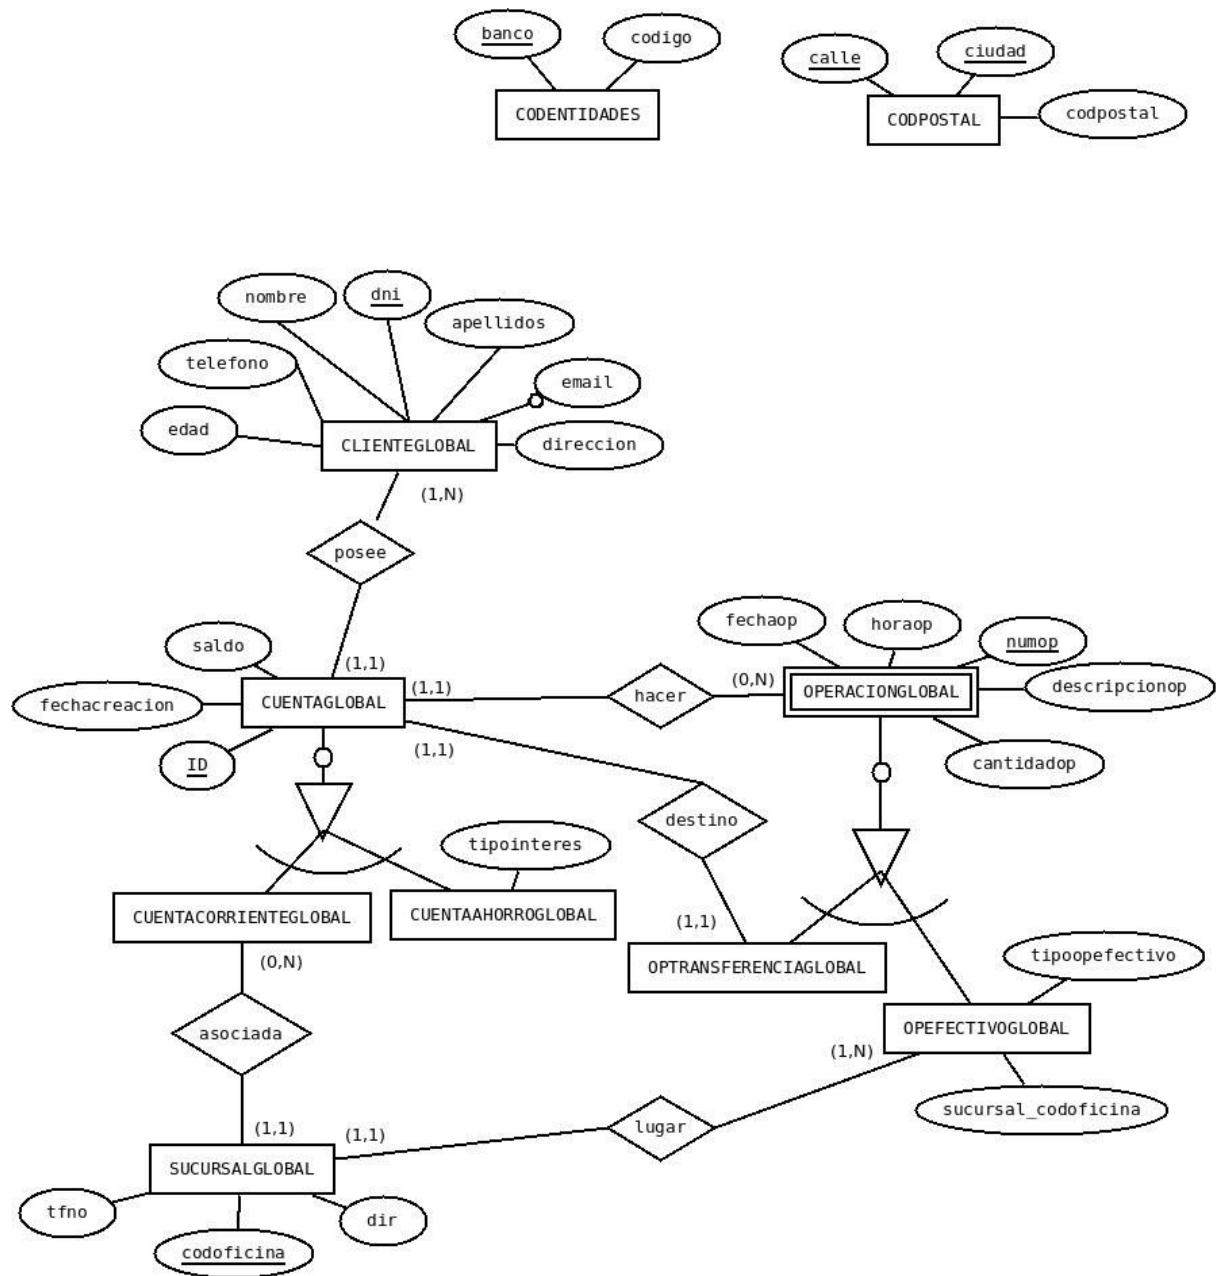 banco
codigo
ciudad
calle
CODENTIDADES
CODPOSTAL
codpostal
nombre
dni
apellidos
telefono
email
edad
CLIENTEGLOBAL
direccion
(1,N)
posee
saldo
(1,1)
fechaop
horaop
numop
fechacreacion
CUENTAGLOBAL
(1,1)
hacer
(0,N)
OPERACIONGLOBAL
descripcionop
ID
(1,1)
cantidadop
destino
tipointeres
CUENTACORRIENTEGLOBAL
CUENTAAHORROGLOBAL
(1,1)
(0,N)
OPTRANSFERENCIAGLOBAL
tipoopefectivo
asociada
OPEFECTIVOGLOBAL
(1,N)
sucursal_codoficina
(1,1)
(1,1)
lugar
SUCURSALGLOBAL
tfno
dir
codoficina